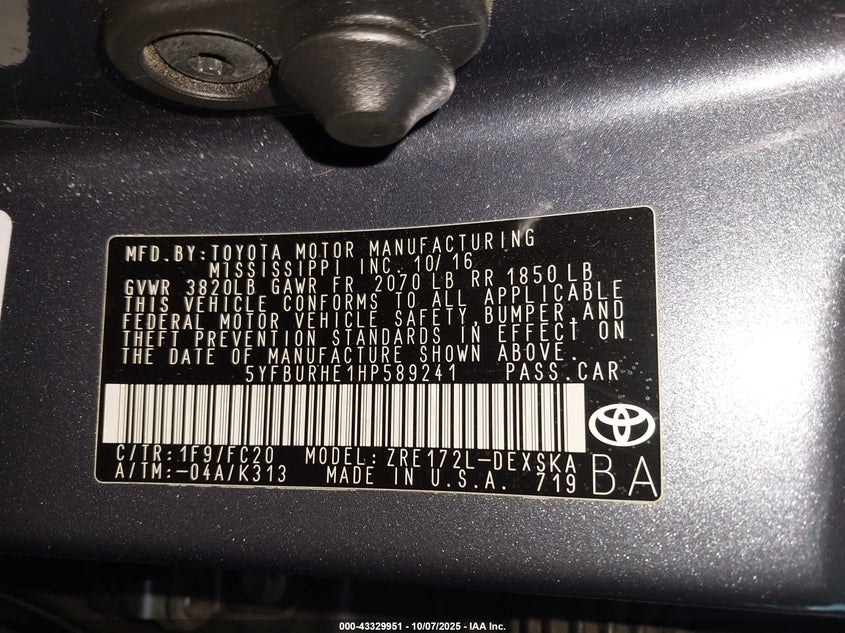 MFD.BY:TOYOTA MOTOR MANUFACTURING
MISSISSIPPI INC. 10/16
GVWR 3820LB GAWR FR 2070 LB RR 1850 LB
THIS VEHICLE CONFORMS TO ALL APPLICABLE
FEDERAL MOTOR VEHICLE SAFETY, BUMPER, AND
THEFT PREVENTION STANDARDS IN EFFECT ON
THE DATE OF MANUFACTURE SHOWN ABOVE.
5YFBURHE1HP589241 PASS.CAR
C/TR:1F9/FC20 MODEL:ZRE172L-DEXSKA
A/TM:-04A/K313 MADE IN U.S.A. 719
BA
000-43329951 - 10/07/2025 - IAA Inc.